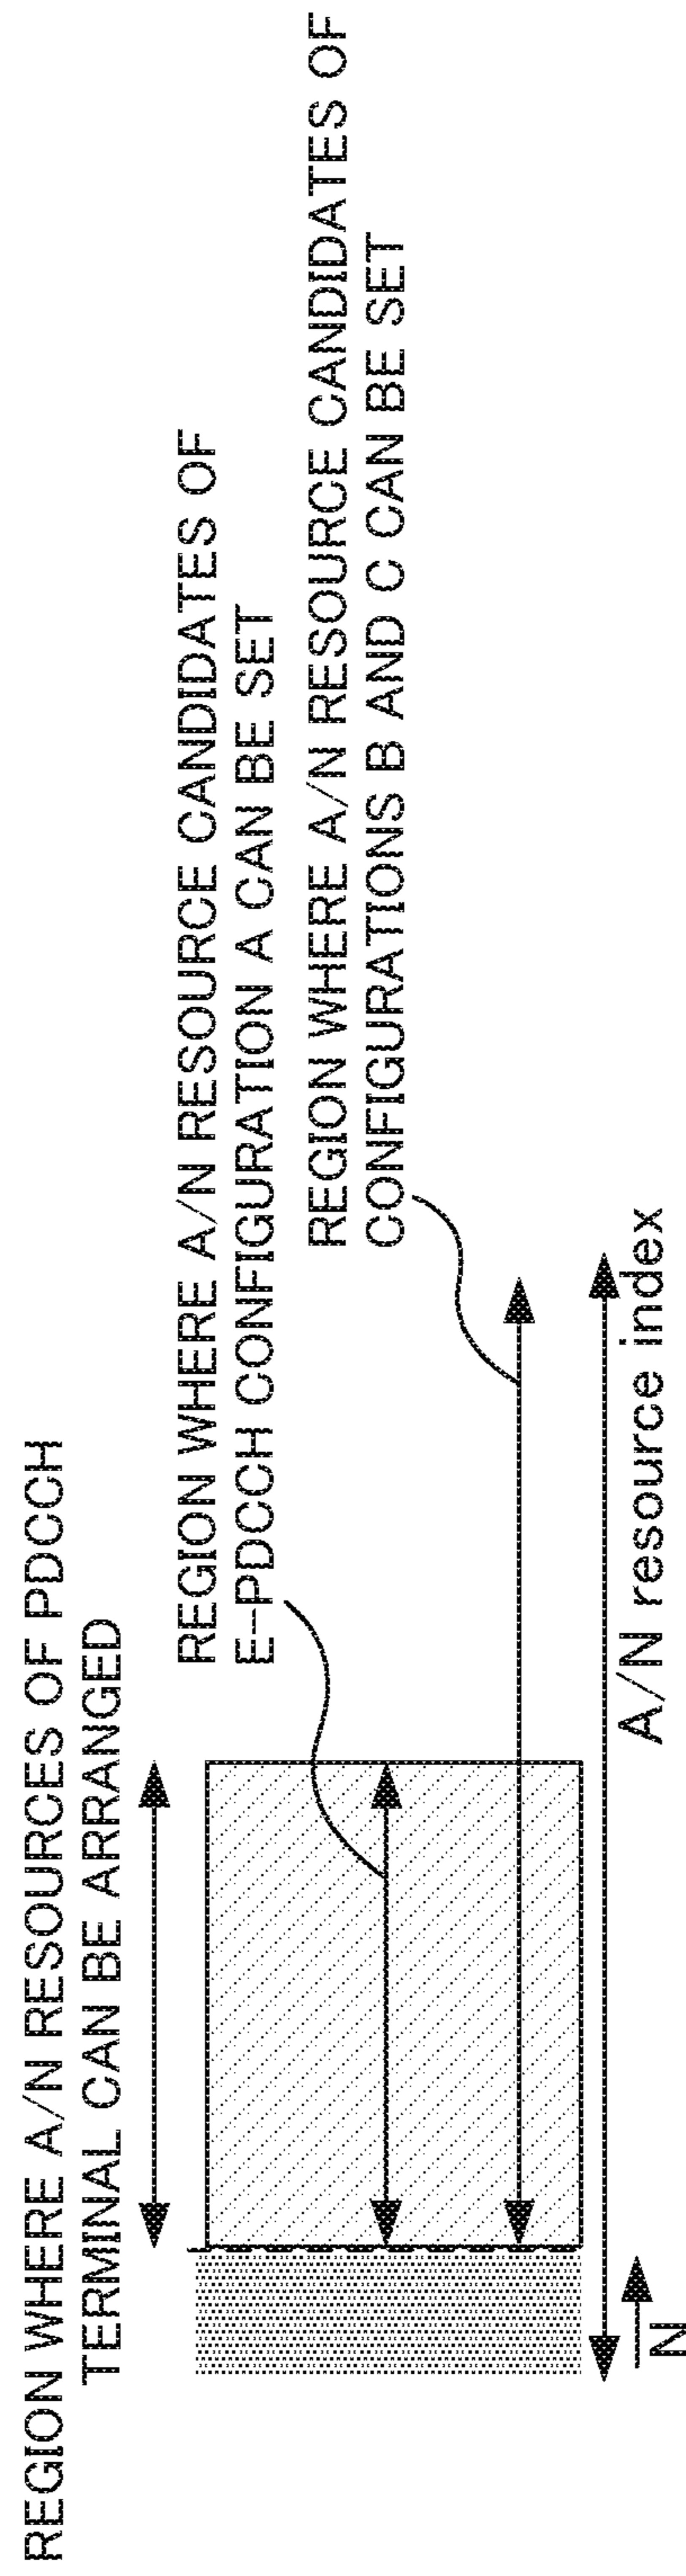 REGION WHERE A/N RESOURCES OF PDCCH
TERMINAL CAN BE ARRANGED
REGION WHERE A/N RESOURCE CANDIDATES OF
E-PDCCH CONFIGURATION A CAN BE SET
REGION WHERE A/N RESOURCE CANDIDATES OF
CONFIGURATIONS B AND C CAN BE SET
A/N resource index
N